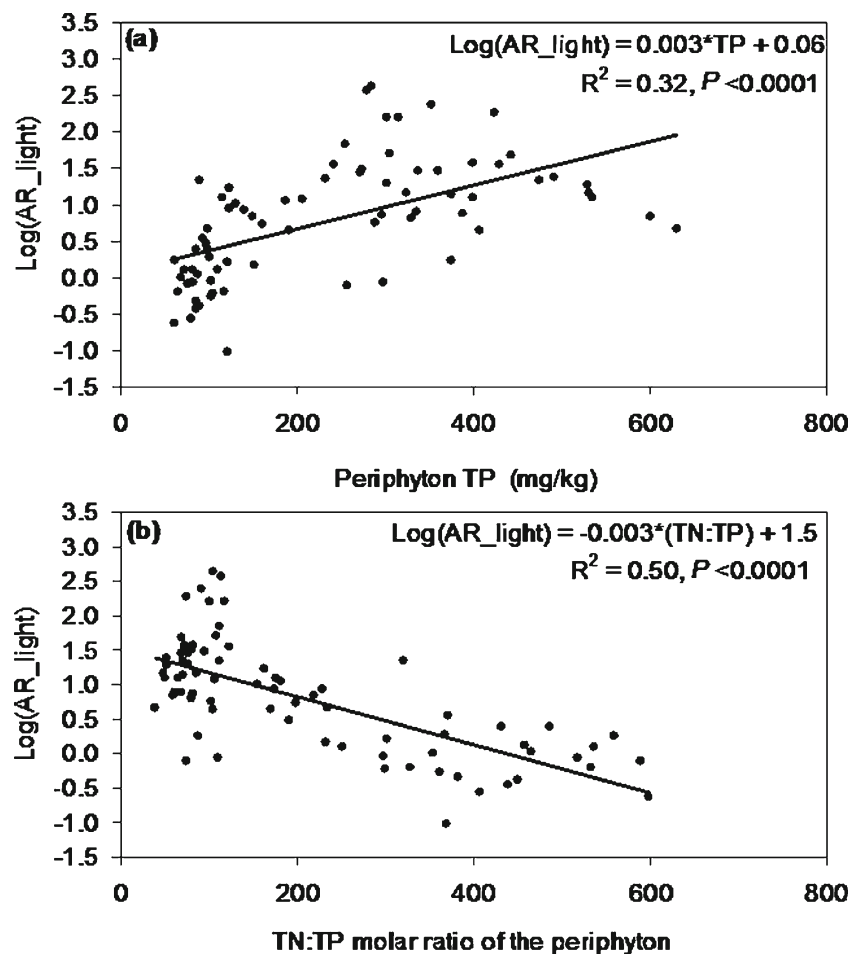 (a)
Log(AR_light) = 0.003*TP + 0.06
R² = 0.32, P <0.0001
Log(AR_light)
3.5
3.0
2.5
2.0
1.5
1.0
0.5
0.0
-0.5
-1.0
-1.5
0 200 400 600 800
Periphyton TP (mg/kg)
(b)
Log(AR_light) = -0.003*(TN:TP) + 1.5
R² = 0.50, P <0.0001
Log(AR_light)
3.5
3.0
2.5
2.0
1.5
1.0
0.5
0.0
-0.5
-1.0
-1.5
0 200 400 600 800
TN:TP molar ratio of the periphyton